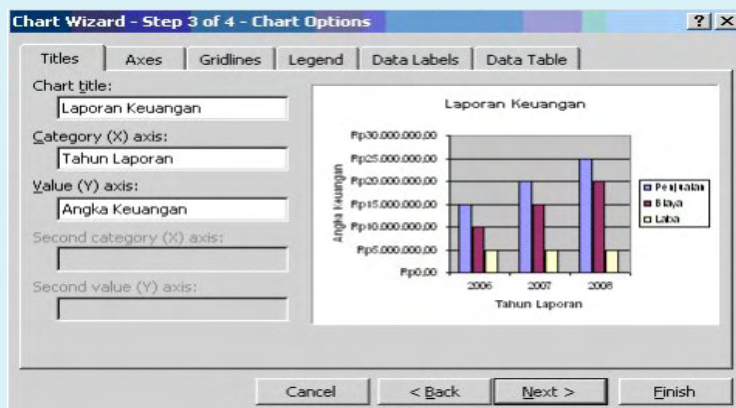 Chart Wizard - Step 3 of 4 - Chart Options
Titles Axes Gridlines Legend Data Labels Data Table
Chart title:
Laporan Keuangan
Category (X) axis:
Tahun Laporan
Value (Y) axis:
Angka Keuangan
Second category (X) axis:
Second value (Y) axis:
Laporan Keuangan
Rp30.000.000,00
Rp25.000.000,00
Rp20.000.000,00
Rp15.000.000,00
Rp10.000.000,00
Rp5.000.000,00
Rp0,00
Angka Keuangan
2006 2007 2008
Tahun Laporan
Penjualan
Biaya
Laba
Cancel < Back Next > Finish